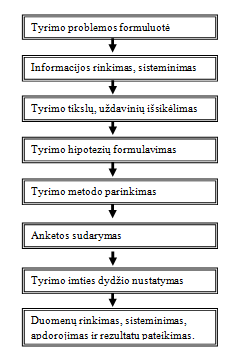 Tyrimo problemos formuluotė
Informacijos rinkimas, sisteminimas
Tyrimo tikslų, uždavinių išsikėlimas
Tyrimo hipotezių formulavimas
Tyrimo metodo parinkimas
Anketos sudarymas
Tyrimo imties dydžio nustatymas
Duomenų rinkimas, sisteminimas,
apdorojimas ir rezultatu pateikimas.